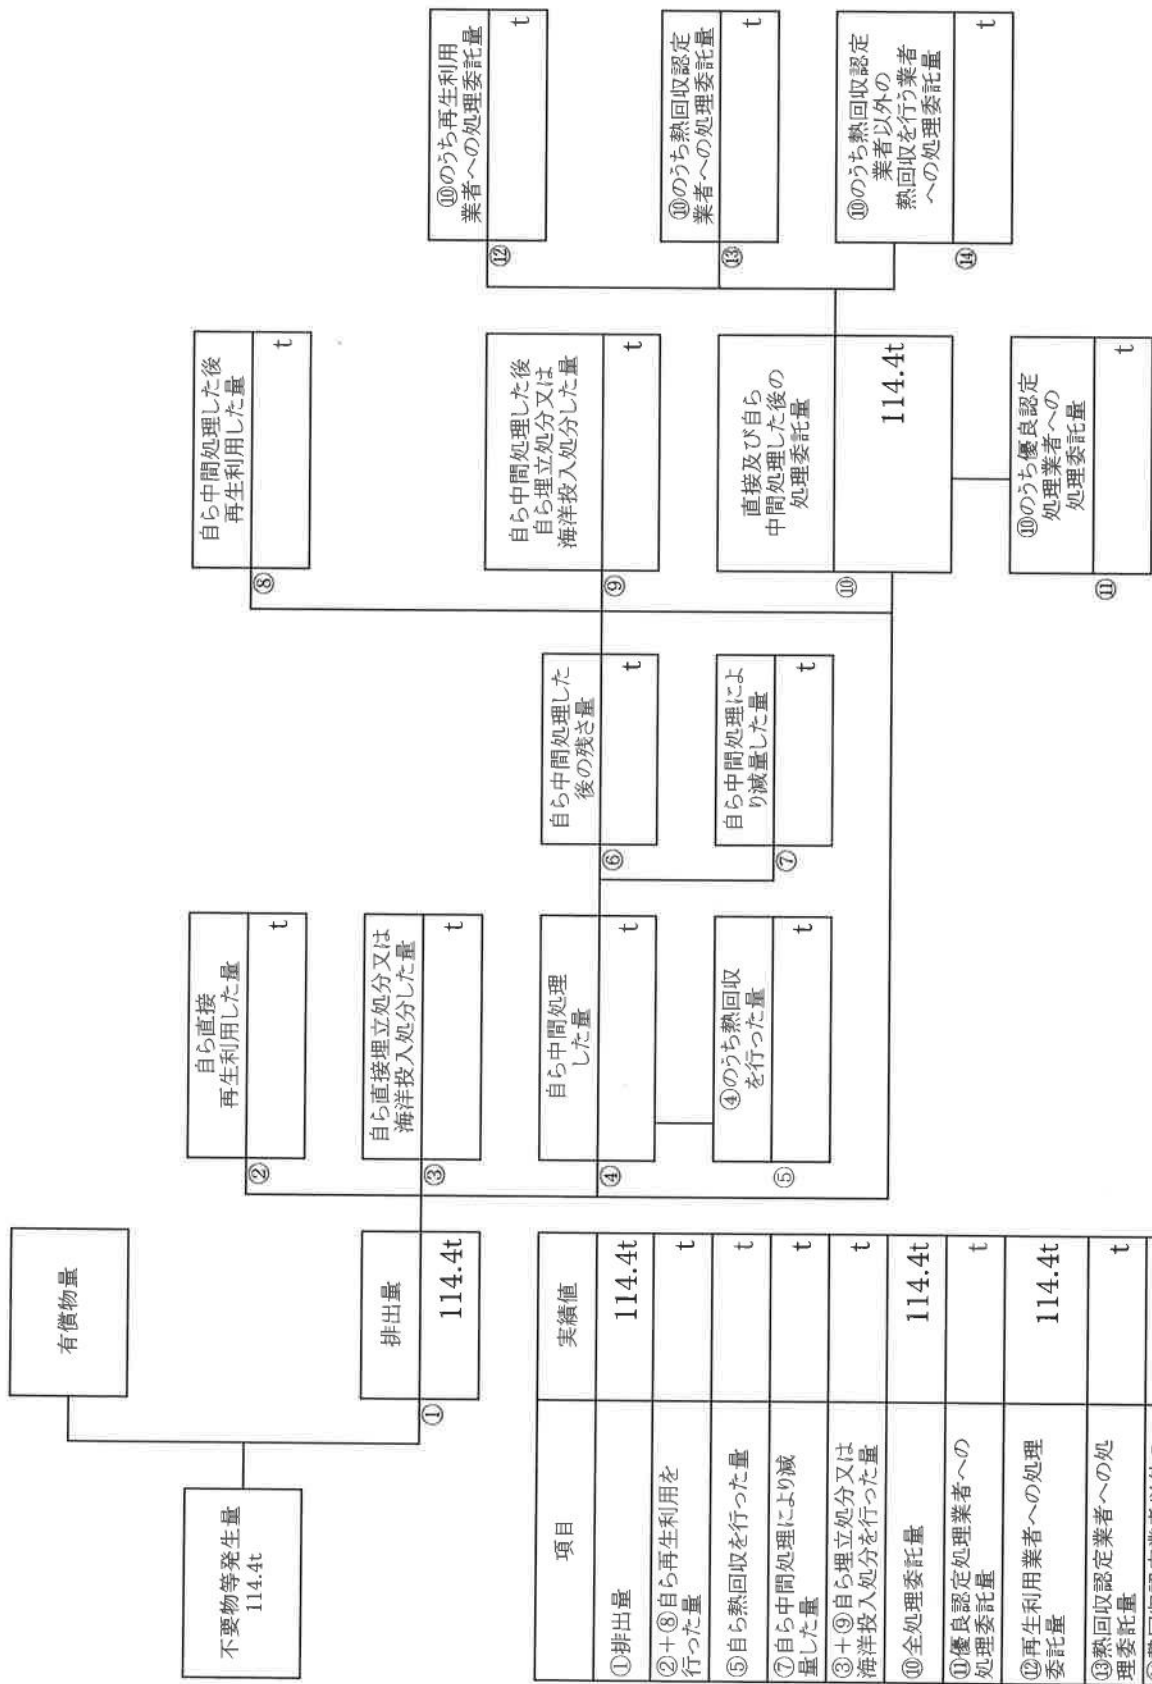 不要物等発生量
114.4t
有償物量
①
排出量
114.4t
②
自ら直接
再生利用した量
t
③
自ら直接埋立処分又は
海洋投入処分した量
t
④
自ら中間処理
した量
t
⑤
④のうち熱回収
を行った量
t
⑥
自ら中間処理した
後の残さ量
t
⑦
自ら中間処理によ
り減量した量
t
⑧
自ら中間処理した後
再生利用した量
t
⑨
自ら中間処理した後
自ら埋立処分又は
海洋投入処分した量
t
⑩
直接及び自ら
中間処理した後の
処理委託量
114.4t
⑪
⑩のうち優良認定
処理業者への
処理委託量
t
⑫
⑩のうち再生利用
業者への処理委託量
t
⑬
⑩のうち熱回収認定
業者への処理委託量
t
⑭
⑩のうち熱回収認定
業者以外の
熱回収を行う業者
への処理委託量
t
項目 実績値
①排出量 114.4t
②+⑧自ら再生利用を
行った量 t
⑤自ら熱回収を行った量 t
⑦自ら中間処理により減
量した量 t
③+⑨自ら埋立処分又は
海洋投入処分を行った量 t
⑩全処理委託量 114.4t
⑪優良認定処理業者への
処理委託量 t
⑫再生利用業者への処理
委託量 114.4t
⑬熱回収認定業者への処
理委託量 t